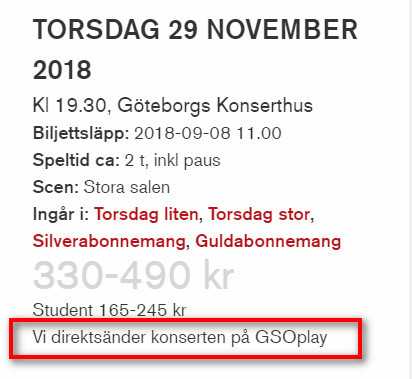 TORSDAG 29 NOVEMBER
2018
Kl 19.30, Göteborgs Konserthus
Biljettsläpp: 2018-09-08 11.00
Speltid ca: 2 t, inkl paus
Scen: Stora salen
Ingår i: Torsdag liten, Torsdag stor,
Silverabonnemang, Guldabonnemang
330-490 kr
Student 165-245 kr
Vi direktsänder konserten på GSOplay